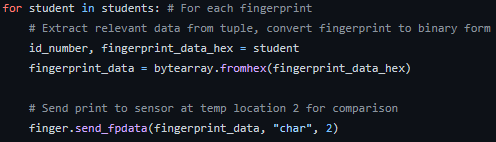 for student in students: # For each fingerprint
# Extract relevant data from tuple, convert fingerprint to binary form
id_number, fingerprint_data_hex = student
fingerprint_data = bytearray.fromhex(fingerprint_data_hex)
# Send print to sensor at temp location 2 for comparison
finger.send_fpdata(fingerprint_data, "char", 2)